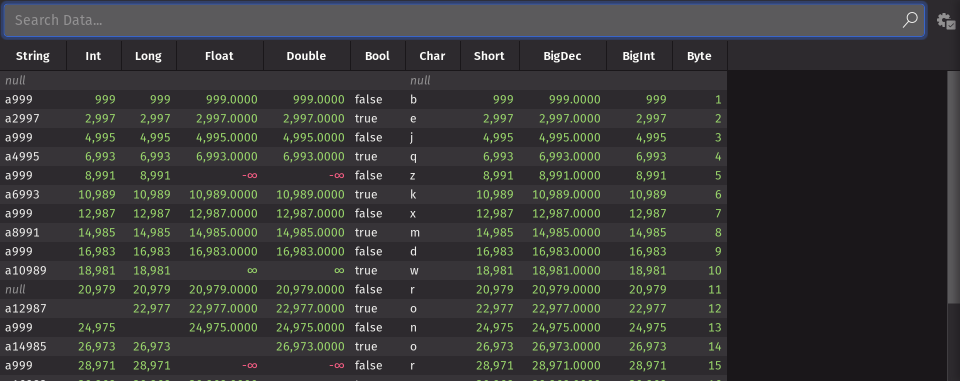 Search Data...
String Int Long Float Double Bool Char Short BigDec BigInt Byte
null null
a999 999 999 999.0000 999.0000 false b 999 999.0000 999 1
a2997 2,997 2,997 2,997.0000 2,997.0000 true e 2,997 2,997.0000 2,997 2
a999 4,995 4,995 4,995.0000 4,995.0000 false j 4,995 4,995.0000 4,995 3
a4995 6,993 6,993 6,993.0000 6,993.0000 true q 6,993 6,993.0000 6,993 4
a999 8,991 8,991 -∞ -∞ false z 8,991 8,991.0000 8,991 5
a6993 10,989 10,989 10,989.0000 10,989.0000 true k 10,989 10,989.0000 10,989 6
a999 12,987 12,987 12,987.0000 12,987.0000 false x 12,987 12,987.0000 12,987 7
a8991 14,985 14,985 14,985.0000 14,985.0000 true m 14,985 14,985.0000 14,985 8
a999 16,983 16,983 16,983.0000 16,983.0000 false d 16,983 16,983.0000 16,983 9
a10989 18,981 18,981 ∞ ∞ true w 18,981 18,981.0000 18,981 10
null 20,979 20,979 20,979.0000 20,979.0000 false r 20,979 20,979.0000 20,979 11
a12987 22,977 22,977.0000 22,977.0000 true o 22,977 22,977.0000 22,977 12
a999 24,975 24,975.0000 24,975.0000 false n 24,975 24,975.0000 24,975 13
a14985 26,973 26,973 26,973.0000 true o 26,973 26,973.0000 26,973 14
a999 28,971 28,971 -∞ -∞ false r 28,971 28,971.0000 28,971 15